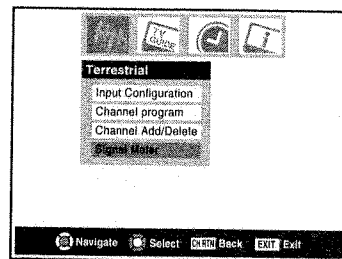 TV
GUIDE
i
Terrestrial
Input Configuration
Channel program
Channel Add/Delete
Signal Meter
Navigate Select CH RTN Back EXIT Exit